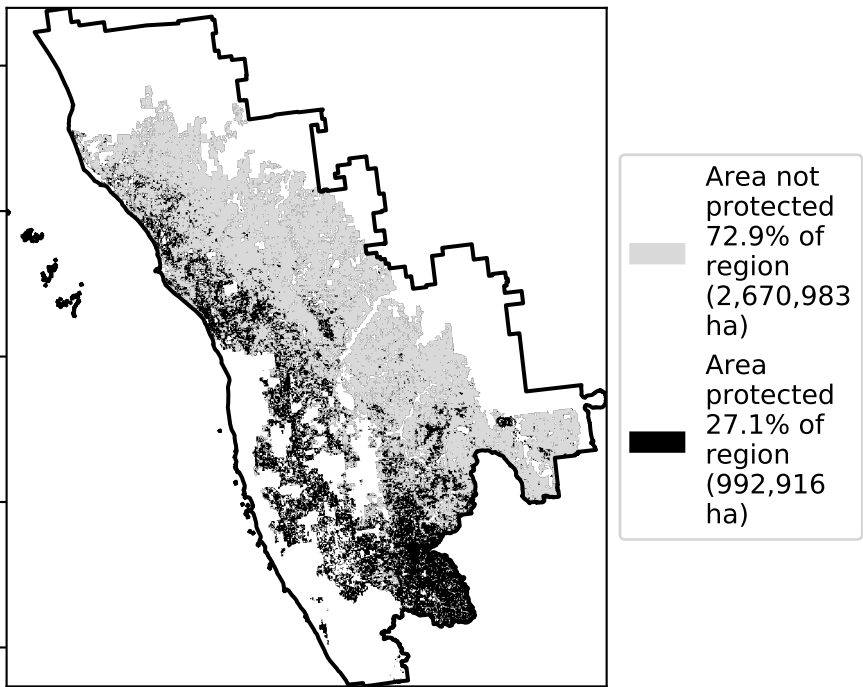 Area not
protected
72.9% of
region
(2,670,983
ha)
Area
protected
27.1% of
region
(992,916
ha)